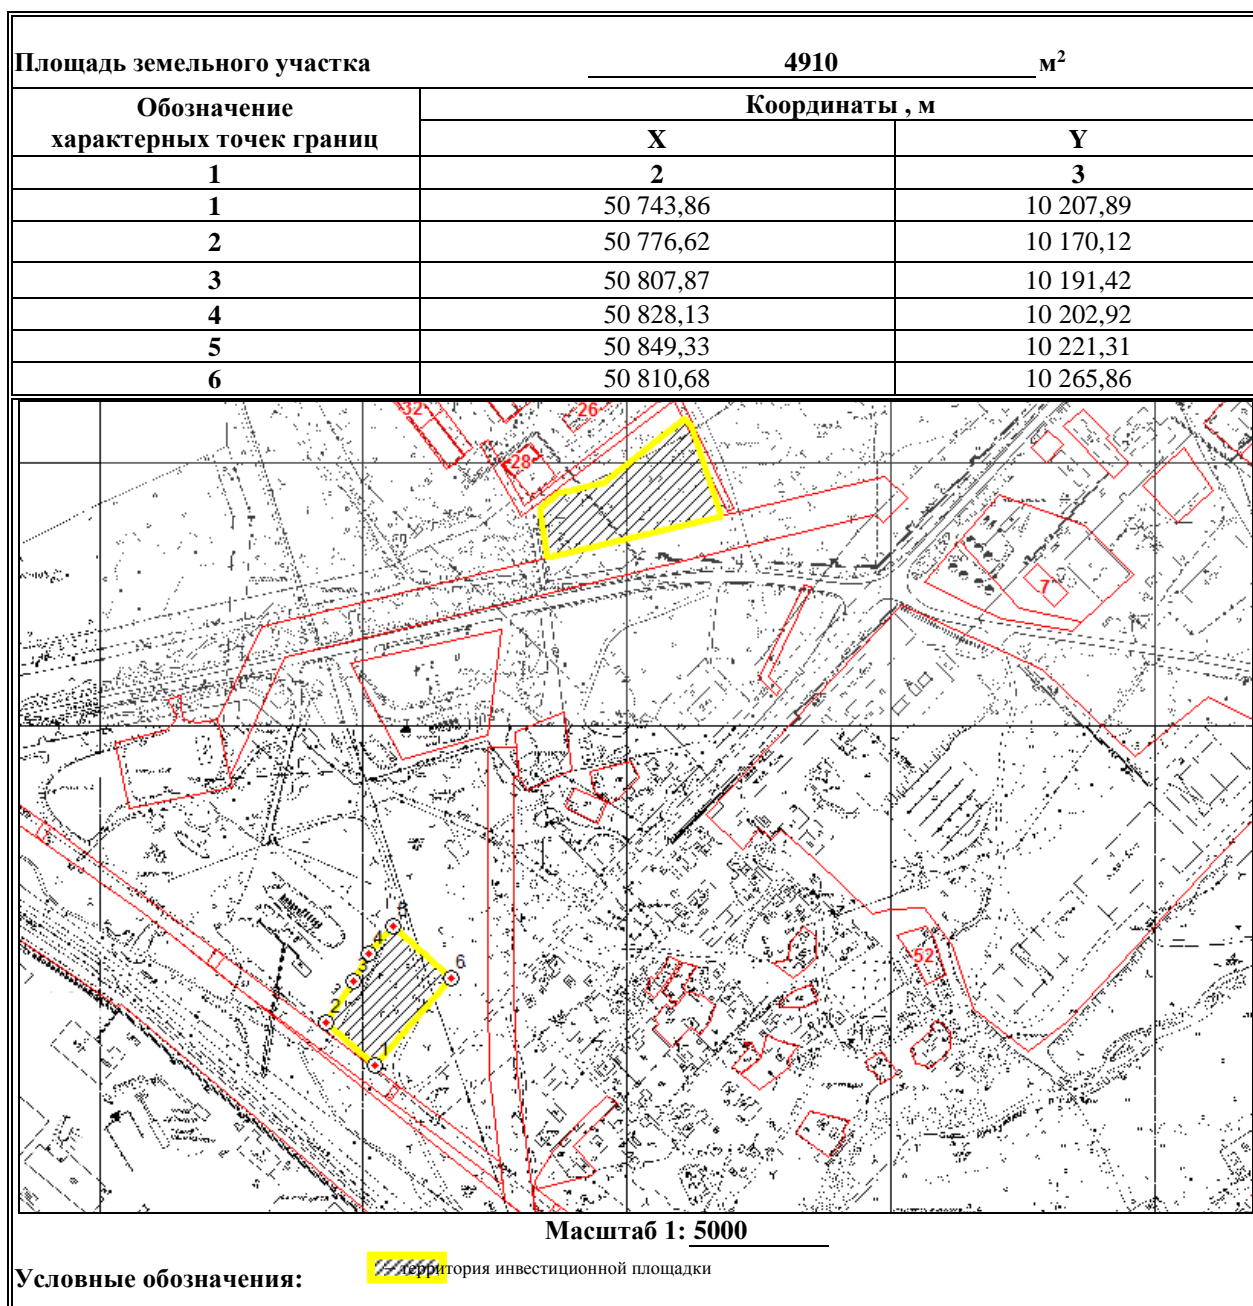 Площадь земельного участка 4910 м²
Обозначение характерных точек границ Координаты , м
X Y
1 2 3
1 50 743,86 10 207,89
2 50 776,62 10 170,12
3 50 807,87 10 191,42
4 50 828,13 10 202,92
5 50 849,33 10 221,31
6 50 810,68 10 265,86
32 26
28
7
5
4
3
6
52
2
1
Масштаб 1: 5000
Условные обозначения: – территория инвестиционной площадки